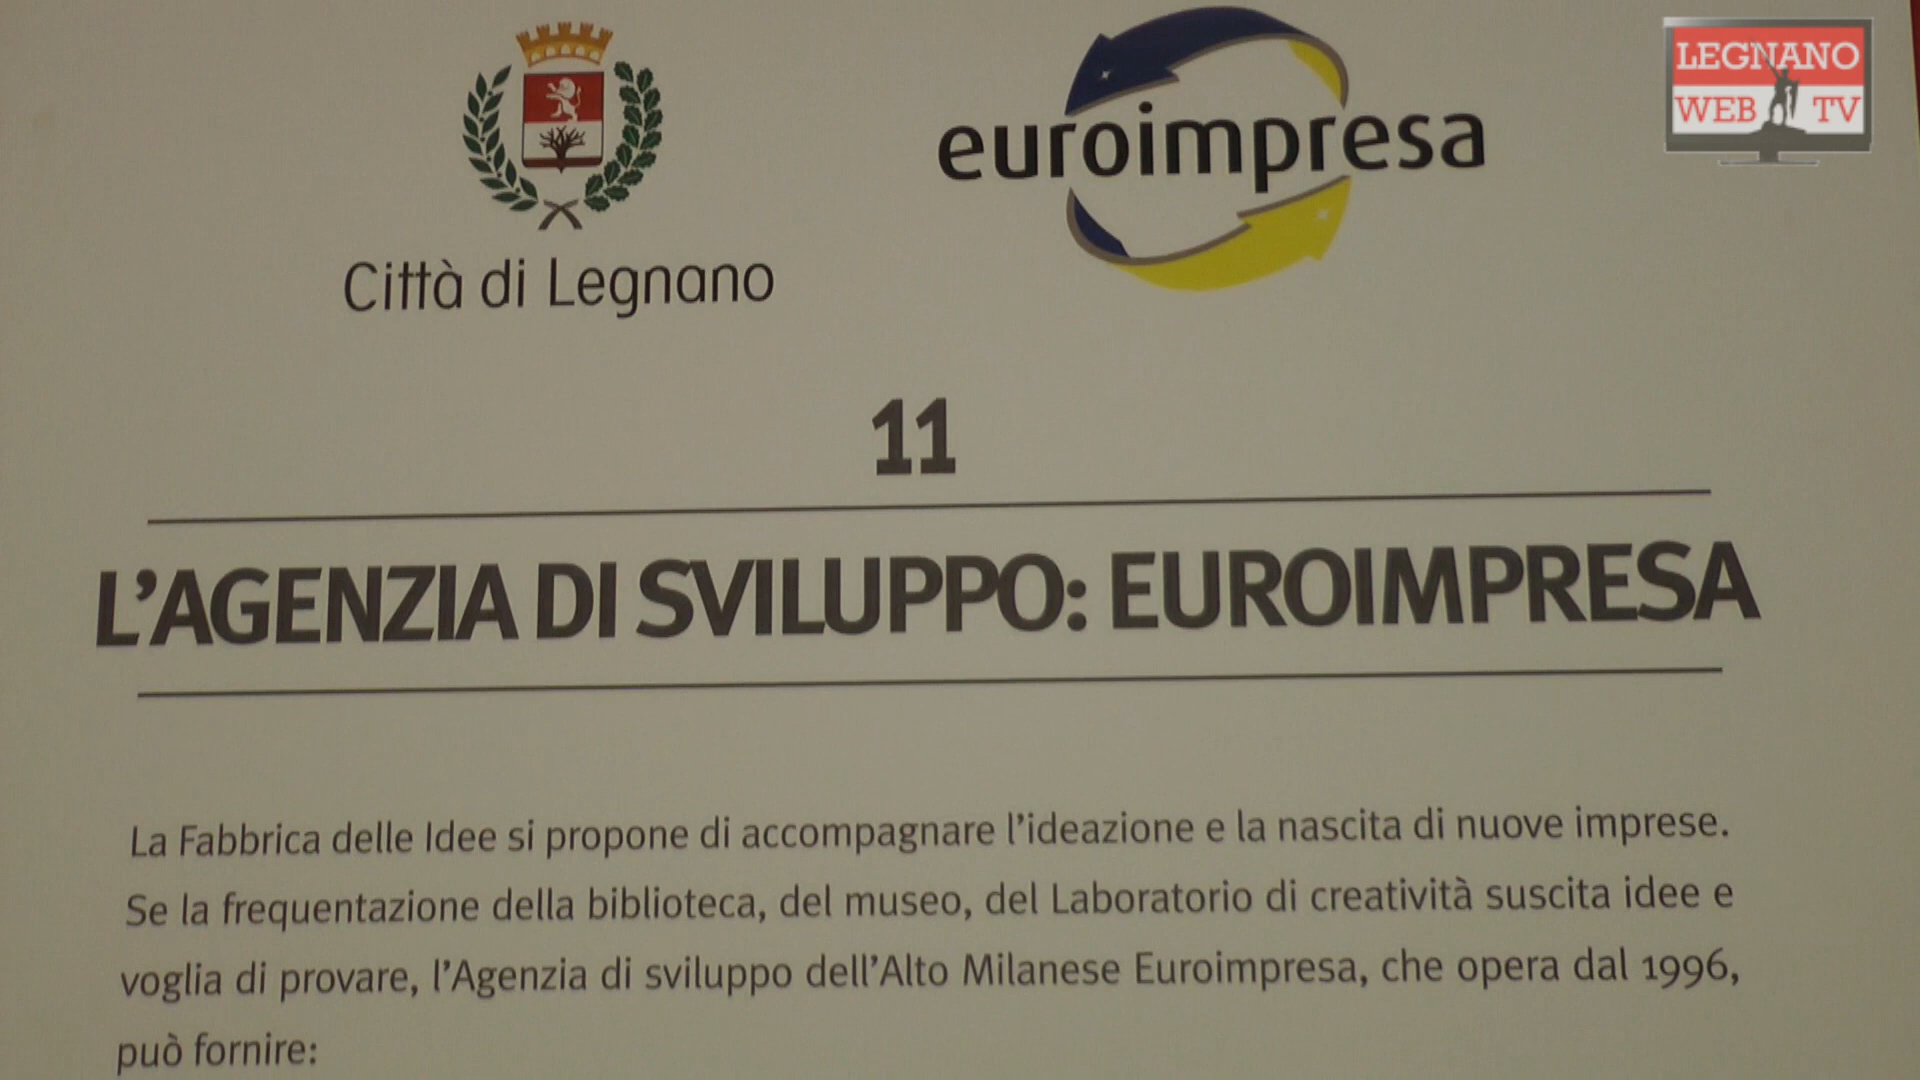 LEGNANO
WEB TV
euroimpresa
Città di Legnano
11
L'AGENZIA DI SVILUPPO: EUROIMPRESA
La Fabbrica delle Idee si propone di accompagnare l'ideazione e la nascita di nuove imprese.
Se la frequentazione della biblioteca, del museo, del Laboratorio di creatività suscita idee e
voglia di provare, l'Agenzia di sviluppo dell'Alto Milanese Euroimpresa, che opera dal 1996,
può fornire: